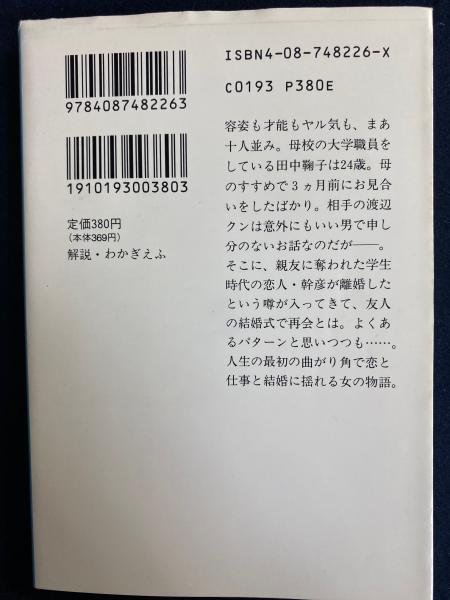 ISBN4-08-748226-X
C0193 P380E
9784087482263
1910193003803
定価380円
(本体369円)
解説・わかぎえふ
容姿も才能もヤル気も、まあ
十人並み。母校の大学職員を
している田中鞠子は24歳。母
のすすめで3ヵ月前にお見合
いをしたばかり。相手の渡辺
クンは意外にもいい男で申し
分のないお話なのだが──。
そこに、親友に奪われた学生
時代の恋人・幹彦が離婚した
という噂が入ってきて、友人
の結婚式で再会とは。よくあ
るパターンと思いつつも……。
人生の最初の曲がり角で恋と
仕事と結婚に揺れる女の物語。